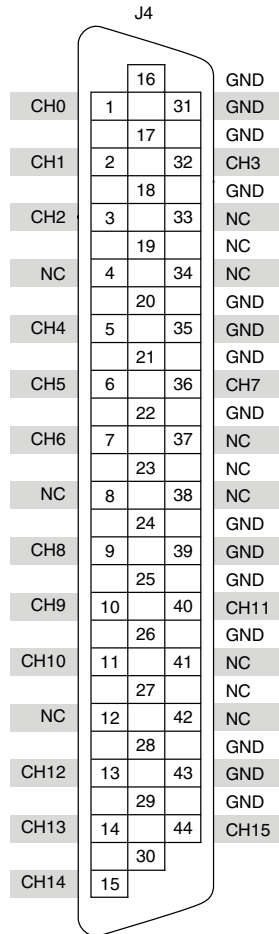 J4
16 GND
CH0 1 31 GND
17 GND
CH1 2 32 CH3
18 GND
CH2 3 33 NC
19 NC
NC 4 34 NC
20 GND
CH4 5 35 GND
21 GND
CH5 6 36 CH7
22 GND
CH6 7 37 NC
23 NC
NC 8 38 NC
24 GND
CH8 9 39 GND
25 GND
CH9 10 40 CH11
26 GND
CH10 11 41 NC
27 NC
NC 12 42 NC
28 GND
CH12 13 43 GND
29 GND
CH13 14 44 CH15
30
CH14 15